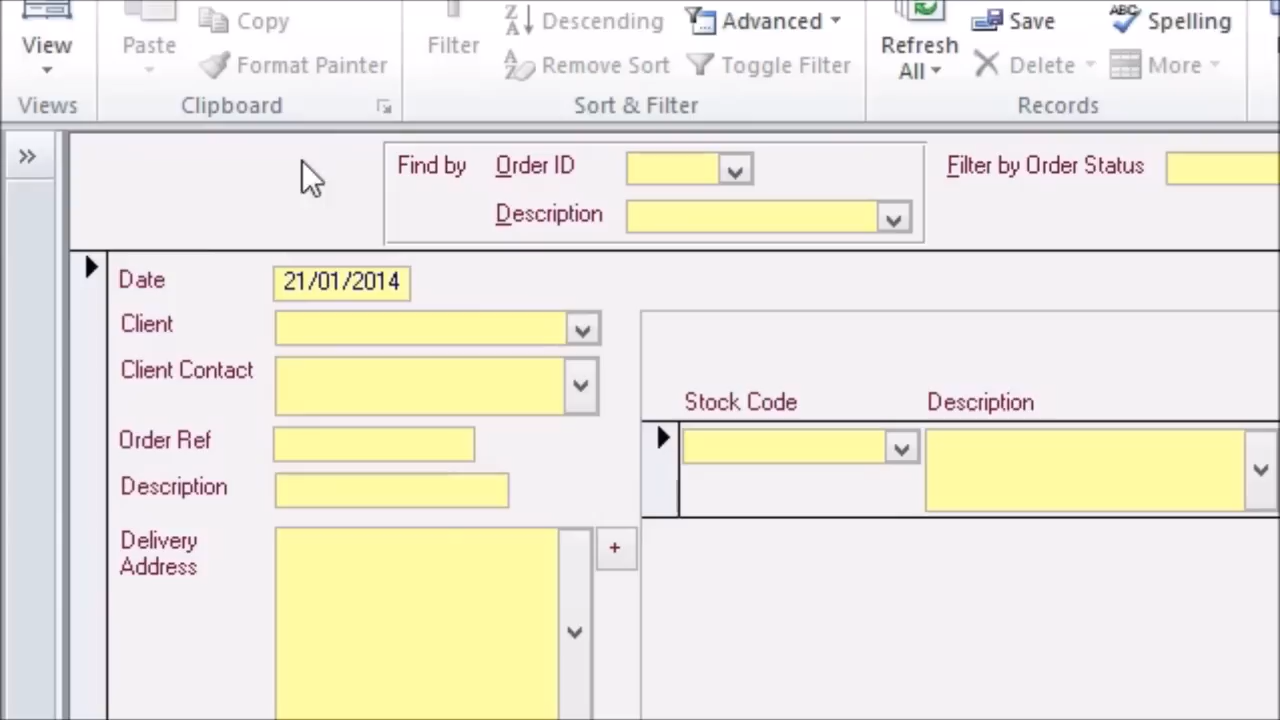 View
Paste
Copy
Format Painter
Filter
Descending
Remove Sort
Advanced
Toggle Filter
Refresh
All
Save
Delete
ABC
Spelling
More
Views
Clipboard
Sort & Filter
Records
Find by
Order ID
Description
Filter by Order Status
Date
21/01/2014
Client
Client Contact
Order Ref
Description
Delivery
Address
+
Stock Code
Description